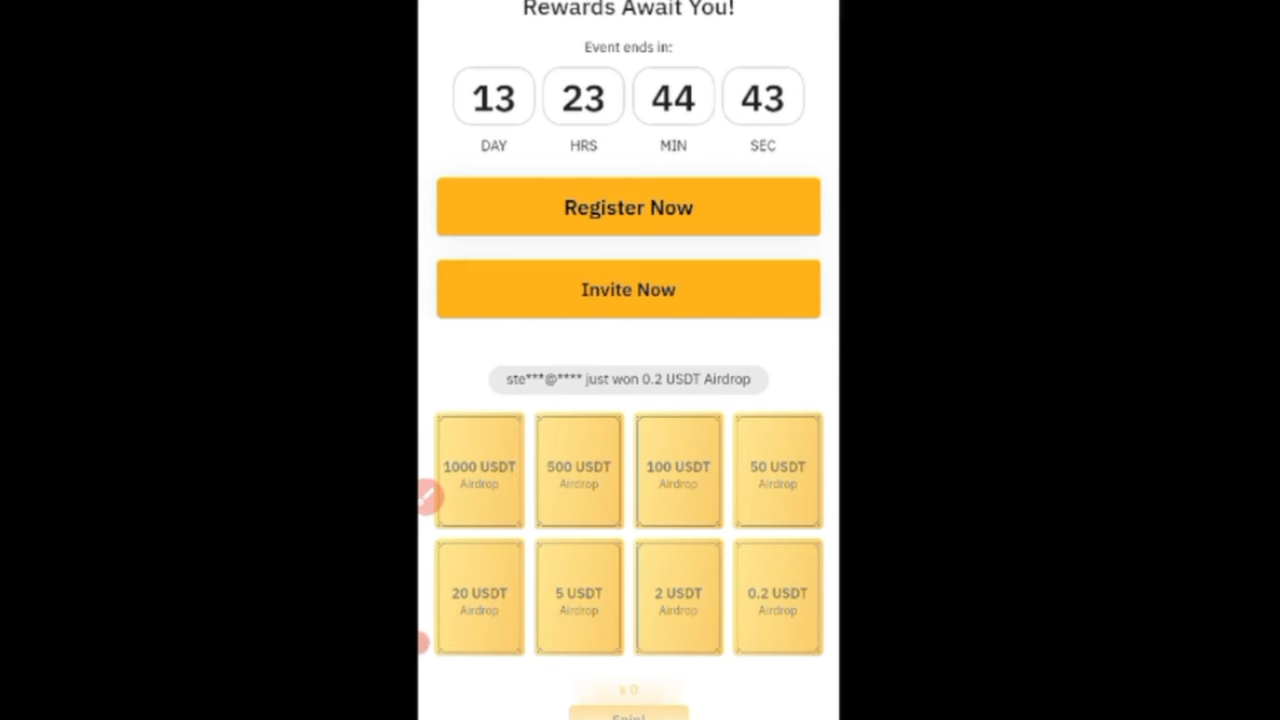 Rewards Await You!
Event ends in:
13 23 44 43
DAY HRS MIN SEC
Register Now
Invite Now
ste***@**** just won 0.2 USDT Airdrop
1000 USDT 500 USDT 100 USDT 50 USDT
Airdrop Airdrop Airdrop Airdrop
20 USDT 5 USDT 2 USDT 0.2 USDT
Airdrop Airdrop Airdrop Airdrop
x 0
Spin!